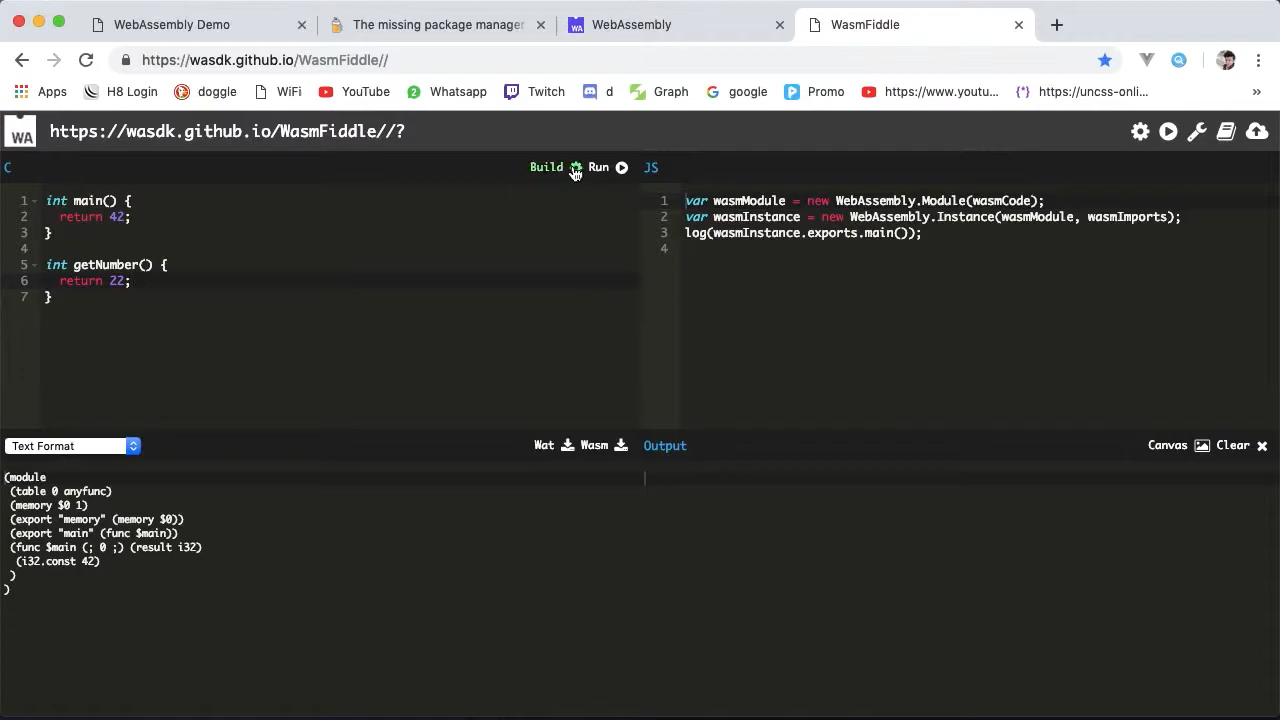 WebAssembly Demo
The missing package manager
WebAssembly
WasmFiddle
https://wasdk.github.io/WasmFiddle//
Apps H8 Login doggle WiFi YouTube Whatsapp Twitch d Graph google Promo https://www.youtu... https://uncss-onli... »
WA https://wasdk.github.io/WasmFiddle//?
C Build Run
JS
1 int main() {
2 return 42;
3 }
4
5 int getNumber() {
6 return 22;
7 }
1 var wasmModule = new WebAssembly.Module(wasmCode);
2 var wasmInstance = new WebAssembly.Instance(wasmModule, wasmImports);
3 log(wasmInstance.exports.main());
4
Text Format Wat Wasm
Output Canvas Clear
(module
(table 0 anyfunc)
(memory $0 1)
(export "memory" (memory $0))
(export "main" (func $main))
(func $main (; 0 ;) (result i32)
(i32.const 42)
)
)